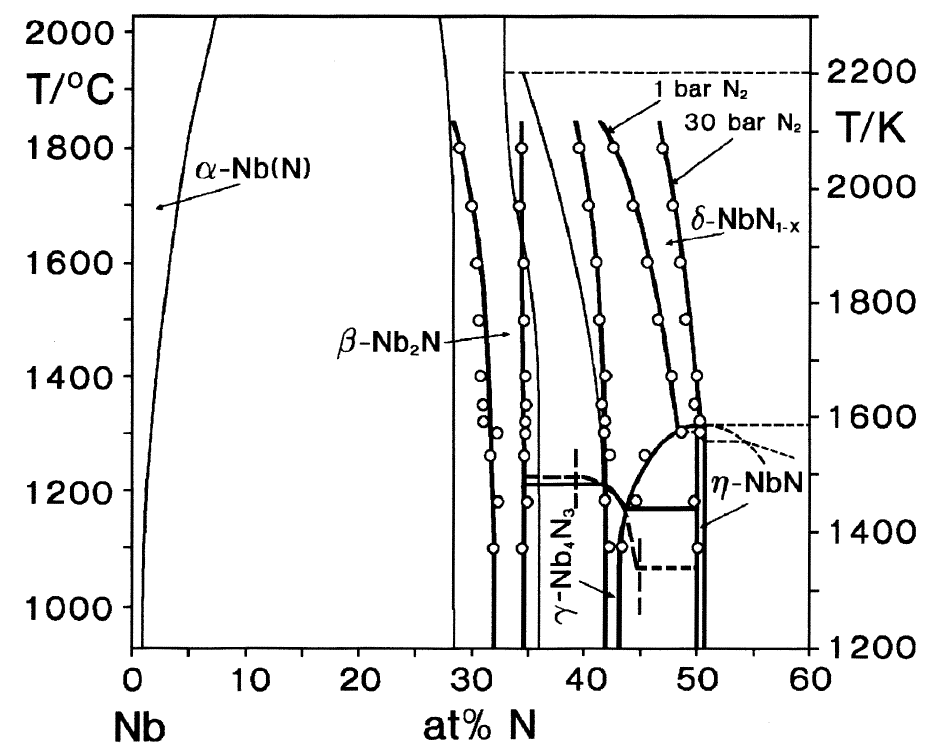 2000
T/°C
1800
1600
1400
1200
1000
2200
T/K
2000
1800
1600
1400
1200
1 bar N₂
30 bar N₂
α-Nb(N)
δ-NbN₁₋ₓ
β-Nb₂N
η-NbN
γ-Nb₄N₃
0 10 20 30 40 50 60
Nb at% N